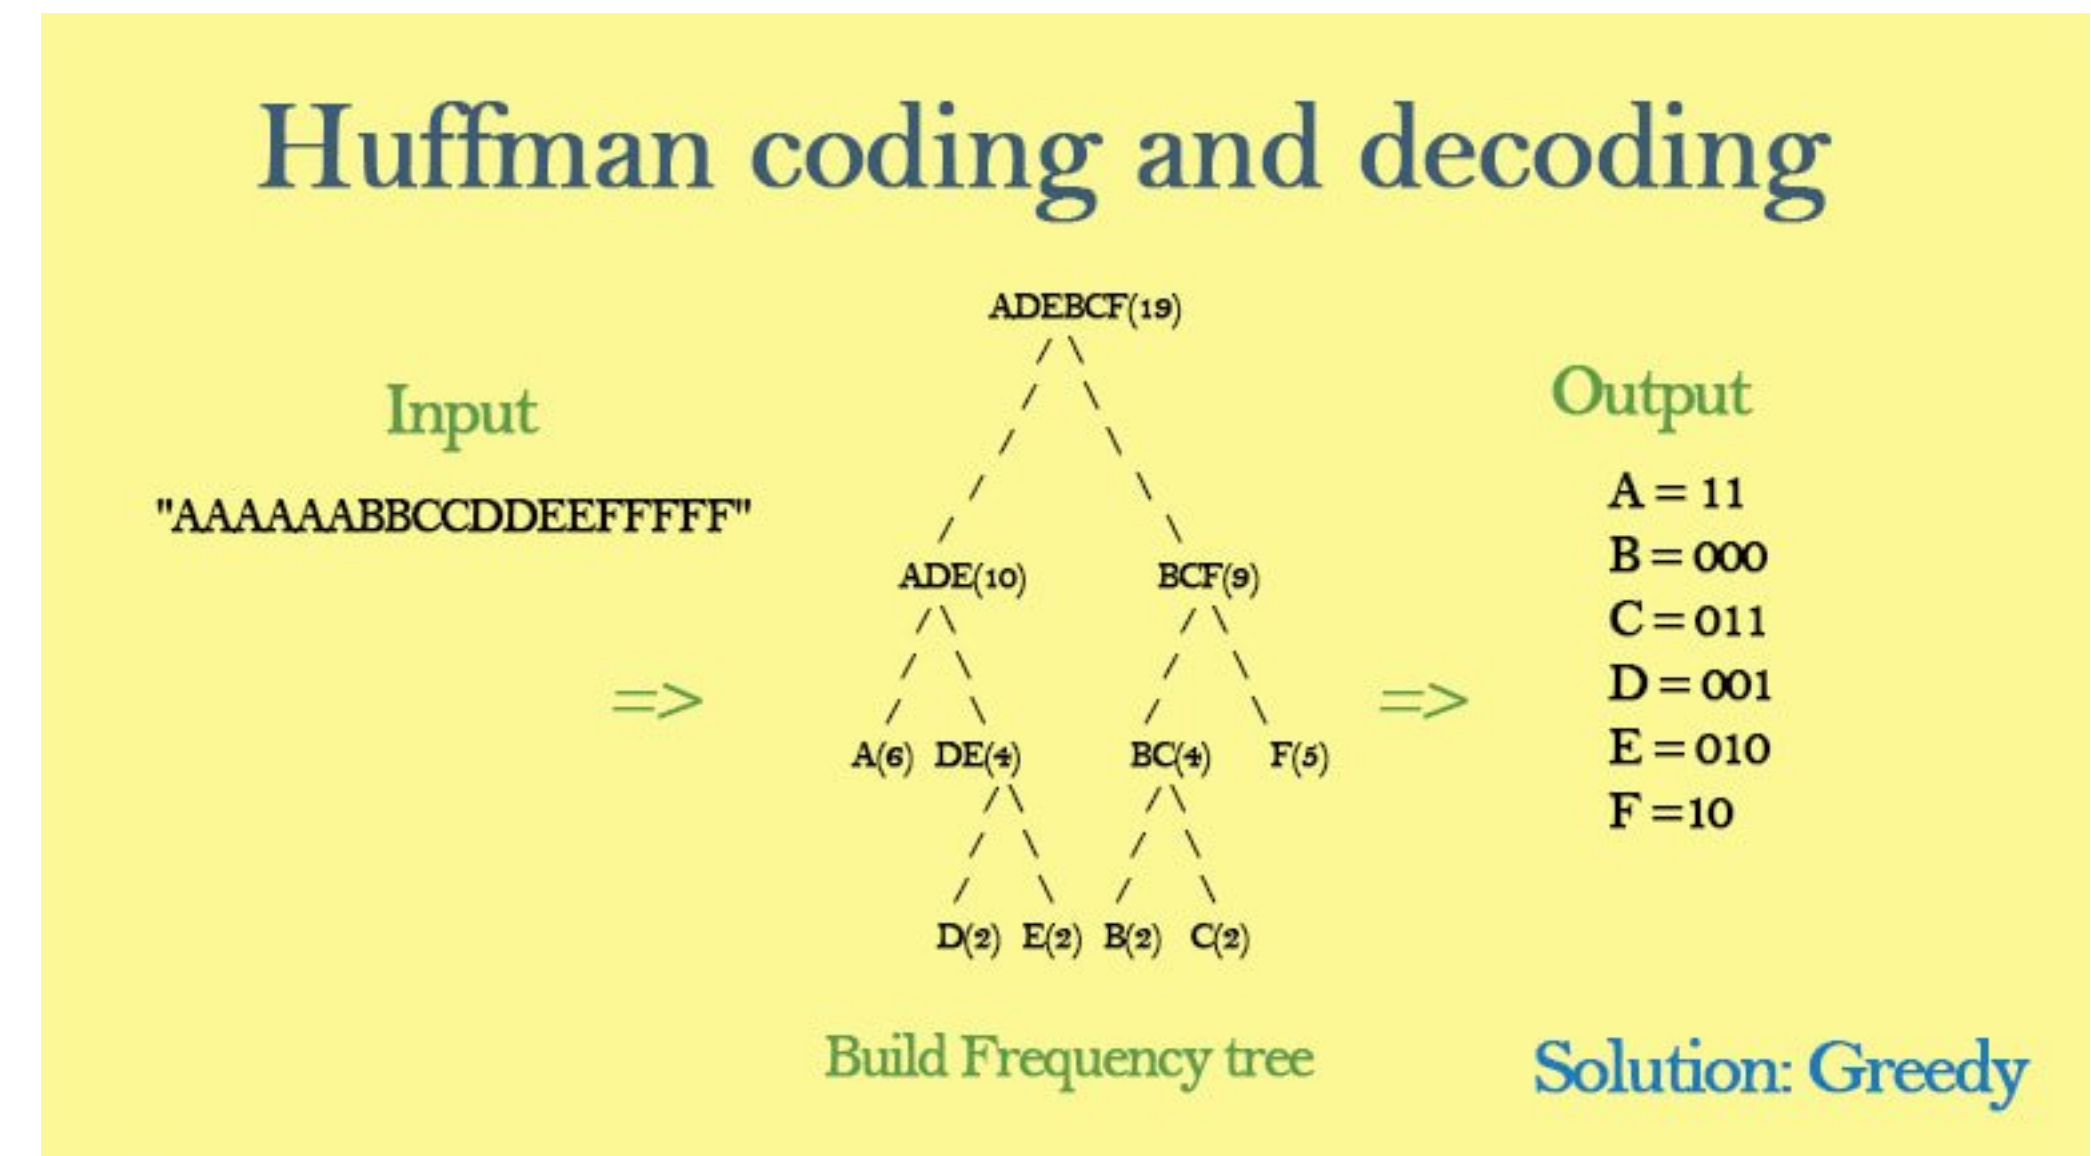 Huffman coding and decoding
Input
"AAAAAABBCCDDEEFFFFF"
=>
ADEBCF(19)
ADE(10) BCF(9)
A(6) DE(4) BC(4) F(5)
D(2) E(2) B(2) C(2)
Build Frequency tree
=>
Output
A = 11
B = 000
C = 011
D = 001
E = 010
F =10
Solution: Greedy